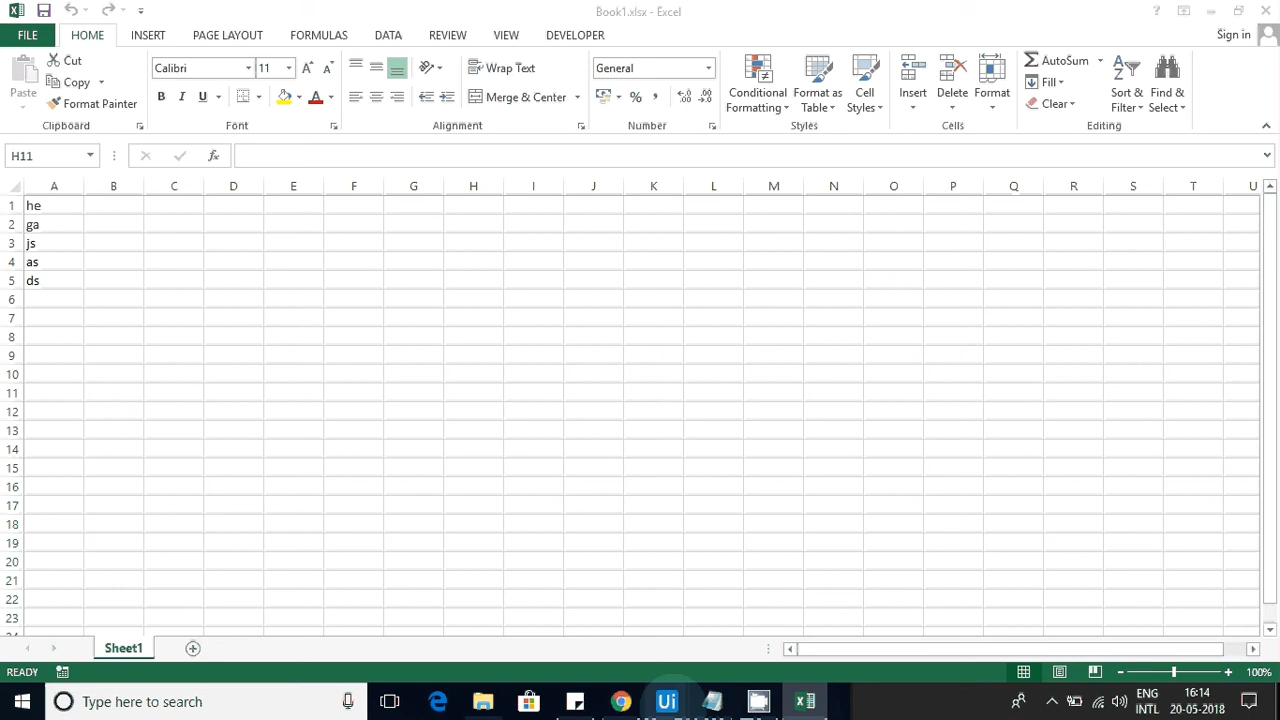 Book1.xlsx - Excel
?
FILE HOME INSERT PAGE LAYOUT FORMULAS DATA REVIEW VIEW DEVELOPER Sign in
Paste
Cut
Copy
Format Painter
Clipboard
Calibri 11
B I U A
Font
Wrap Text
Merge & Center
Alignment
General
% ,
Number
Conditional Formatting
Format as Table
Cell Styles
Styles
Insert
Delete
Format
Cells
AutoSum
Fill
Clear
Sort & Filter
Find & Select
Editing
H11 fx
A B C D E F G H I J K L M N O P Q R S T U
1 he
2 ga
3 js
4 as
5 ds
6
7
8
9
10
11
12
13
14
15
16
17
18
19
20
21
22
23
24
Sheet1
READY 100%
Type here to search Ui ENG INTL 16:14 20-05-2018